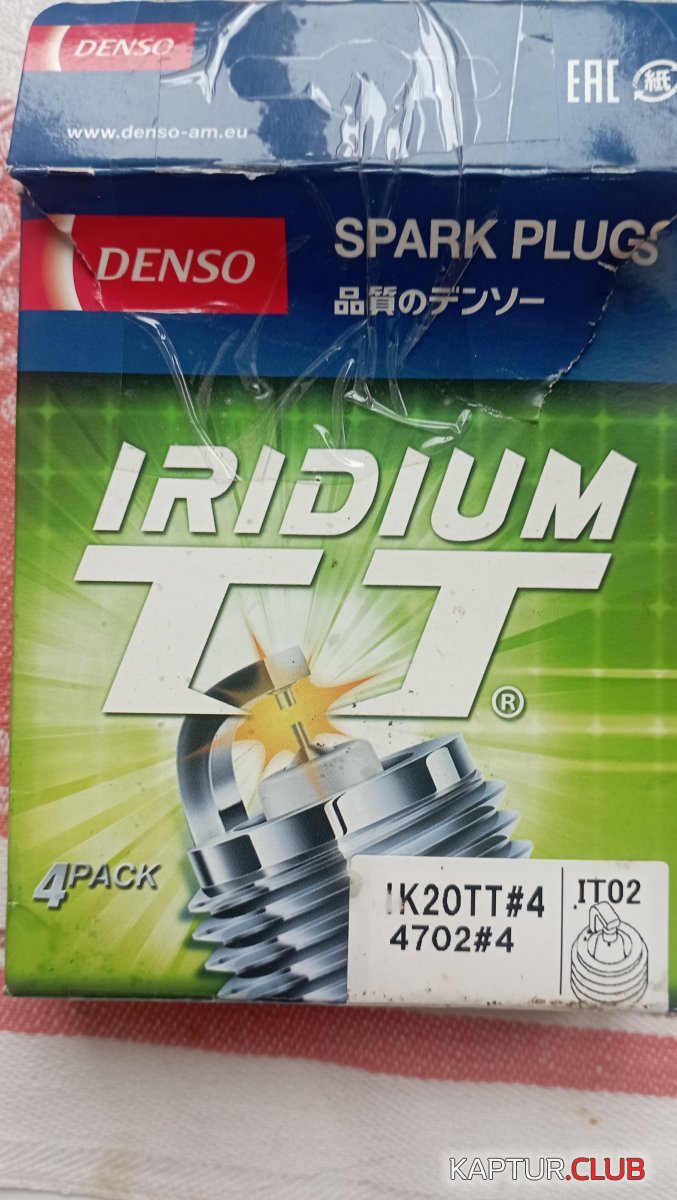 DENSO
EAC
紙
www.denso-am.eu
DENSO
SPARK PLUGS
品質のデンソー
IRIDIUM
TT®
4PACK
IK20TT#4
IT02
4702#4
KAPTUR.CLUB